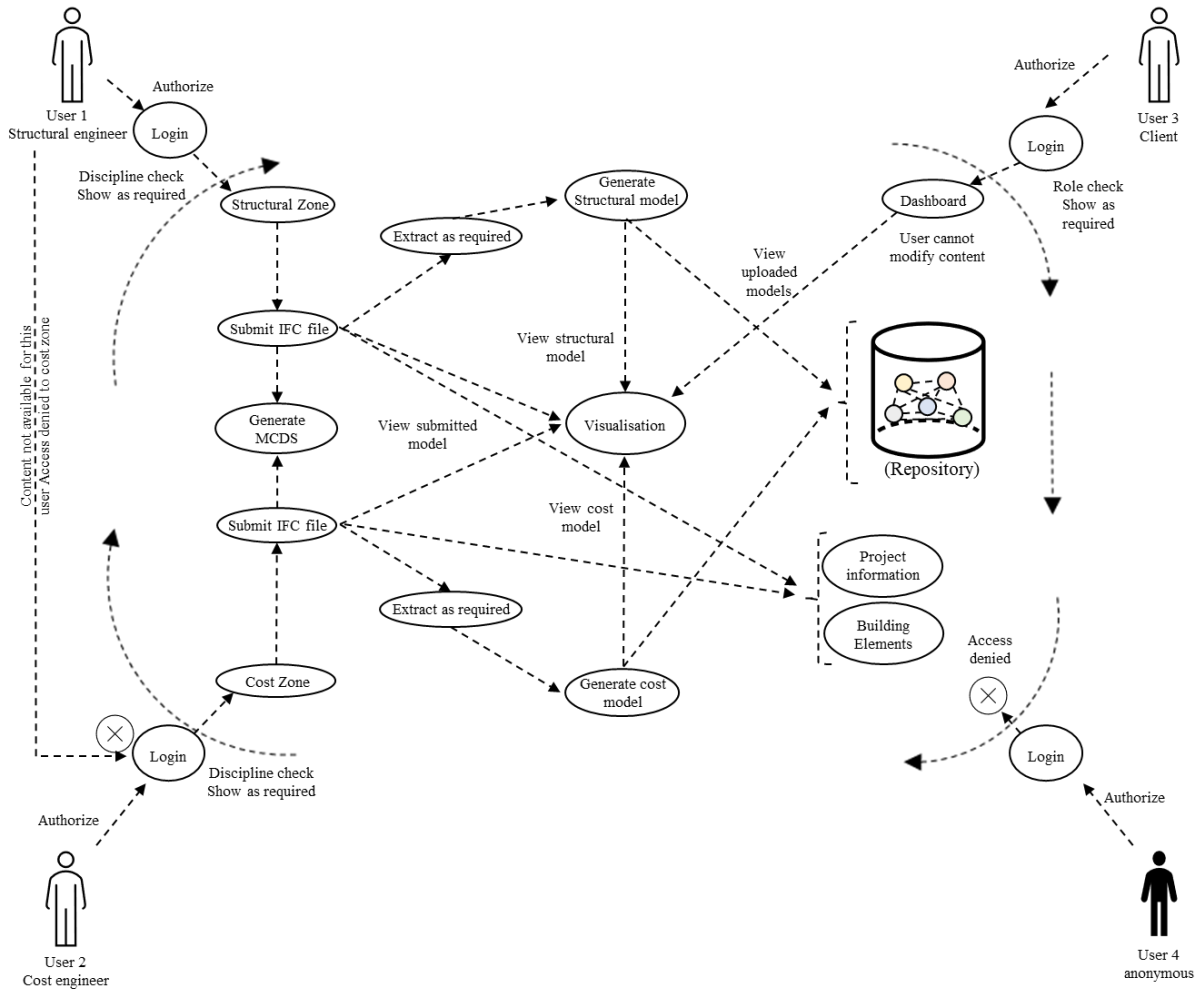 User 1
Structural engineer
Authorize
Login
Discipline check
Show as required
Structural Zone
Extract as required
Generate
Structural model
Submit IFC file
View structural
model
Generate
MCDS
Visualisation
View submitted
model
Submit IFC file
View cost
model
Extract as required
Cost Zone
Generate cost
model
Content not available for this
user Access denied to cost zone
Login
Discipline check
Show as required
Authorize
User 2
Cost engineer
Authorize
User 3
Client
Login
Role check
Show as
required
Dashboard
User cannot
modify content
View
uploaded
models
(Repository)
Project
information
Building
Elements
Access
denied
Login
Authorize
User 4
anonymous